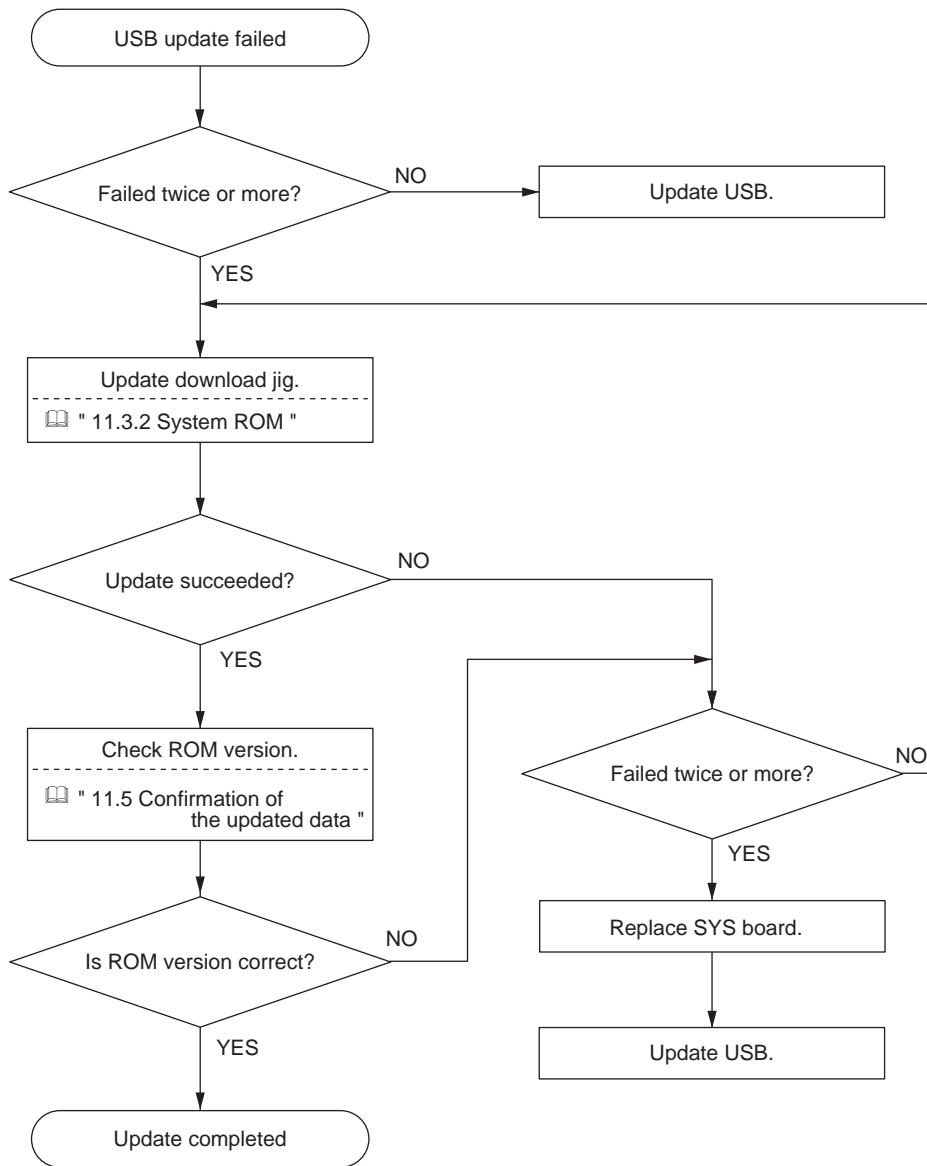 USB update failed
Failed twice or more?
NO
Update USB.
YES
Update download jig.
" 11.3.2 System ROM "
Update succeeded?
NO
YES
Check ROM version.
" 11.5 Confirmation of
the updated data "
Failed twice or more?
NO
YES
Is ROM version correct?
NO
Replace SYS board.
YES
Update USB.
Update completed